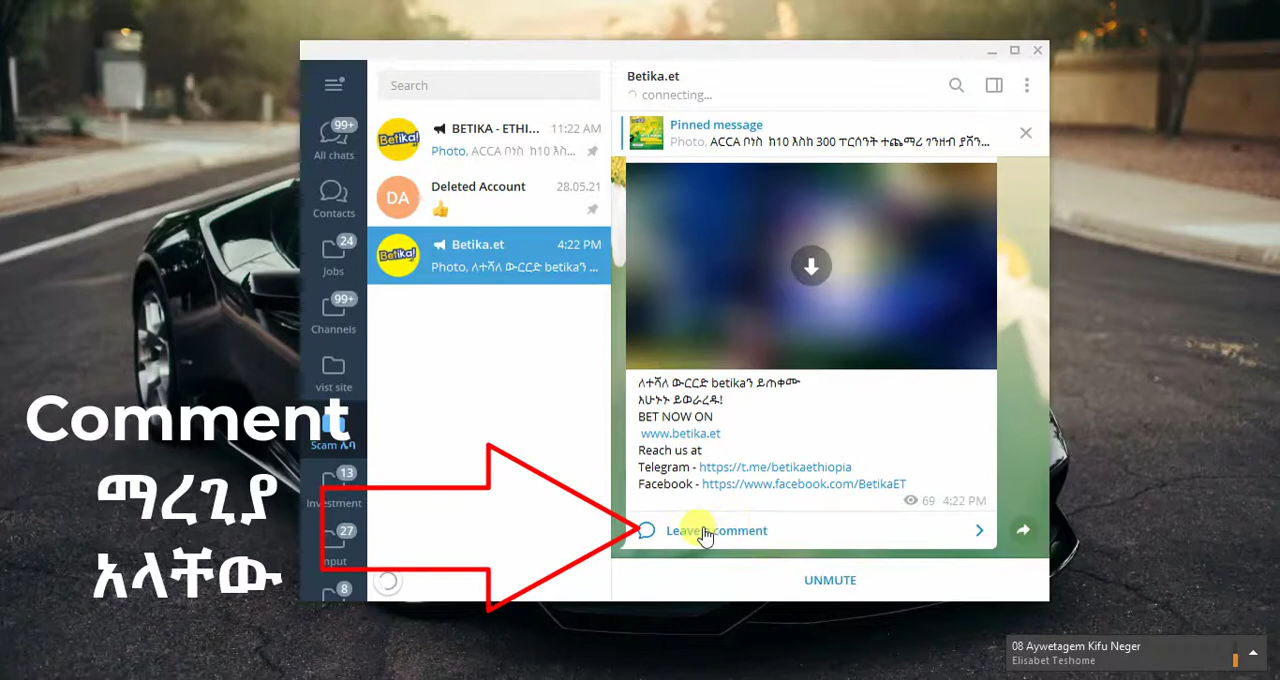 Search
Betika.et
connecting...
Pinned message
Photo, ACCA ቦነስ ከ10 እስከ 300 ፐርሰንት ተጨማሪ ገንዘብ ያሸን...
BETIKA - ETHI... 11:22 AM
Photo, ACCA ቦነስ ከ10 እስ...
Deleted Account 28.05.21
DA
Betika.et 4:22 PM
Photo, ለተሻለ ውርርድ betikaን ...
Betika!
Betika!
99+
All chats
Contacts
24
Jobs
99+
Channels
vist site
Scam ሌባ
13
Investment
27
8
ለተሻለ ውርርድ betikaን ይጠቀሙ
አሁኑኑ ይወራረዱ!
BET NOW ON
www.betika.et
Reach us at
Telegram - https://t.me/betikaethiopia
Facebook - https://www.facebook.com/BetikaET
69 4:22 PM
Leave a comment
UNMUTE
Comment
ማረጊያ
አላቸው
08 Aywetagem Kifu Neger
Elisabet Teshome